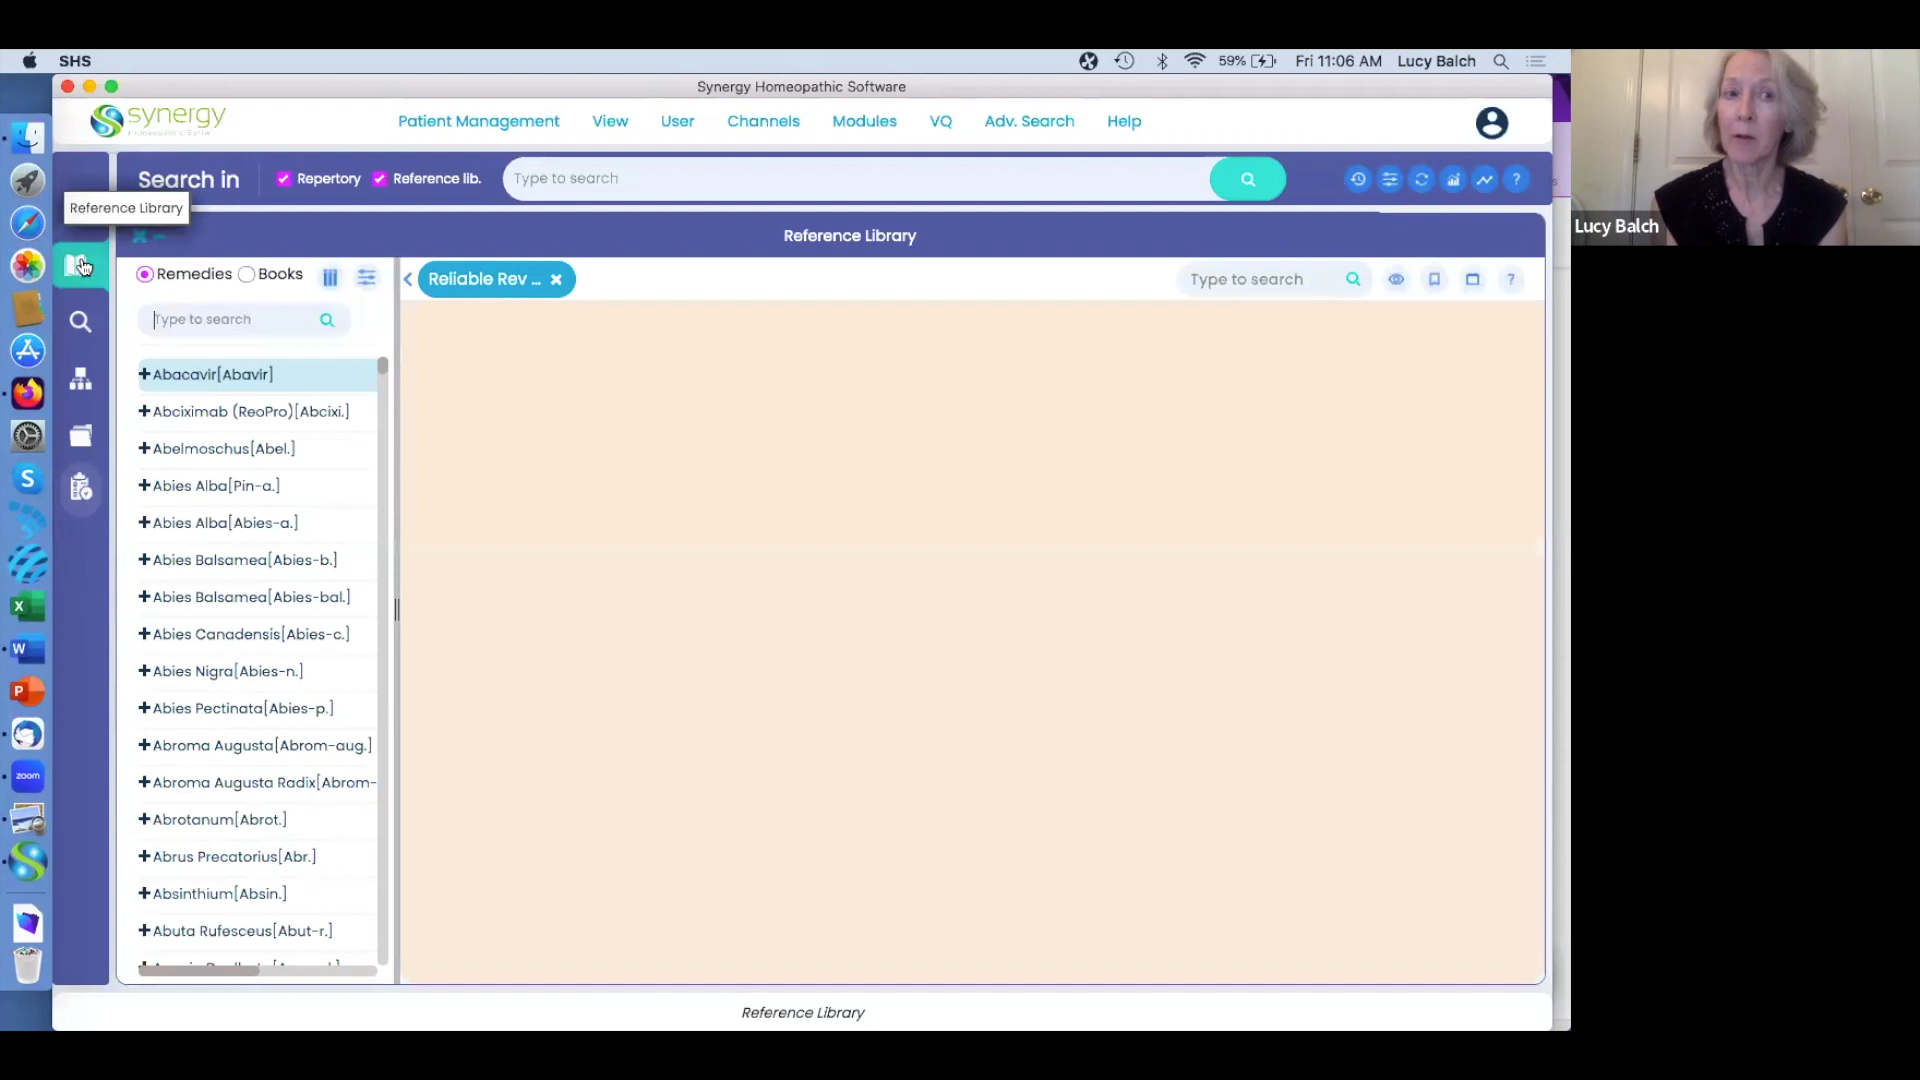 SHS
59%
Fri 11:06 AM
Lucy Balch
Synergy Homeopathic Software
synergy
Patient Management
View
User
Channels
Modules
VQ
Adv. Search
Help
Search in
Repertory
Reference lib.
Type to search
?
Reference Library
Reference Library
Lucy Balch
Remedies
Books
Reliable Rev ...
Type to search
?
Type to search
Abacavir[Abavir]
Abciximab (ReoPro)[Abcixi.]
Abelmoschus[Abel.]
Abies Alba[Pin-a.]
Abies Alba[Abies-a.]
Abies Balsamea[Abies-b.]
Abies Balsamea[Abies-bal.]
Abies Canadensis[Abies-c.]
Abies Nigra[Abies-n.]
Abies Pectinata[Abies-p.]
Abroma Augusta[Abrom-aug.]
Abroma Augusta Radix[Abrom-
Abrotanum[Abrot.]
Abrus Precatorius[Abr.]
Absinthium[Absin.]
Abuta Rufesceus[Abut-r.]
Reference Library
S
X
W
P
zoom